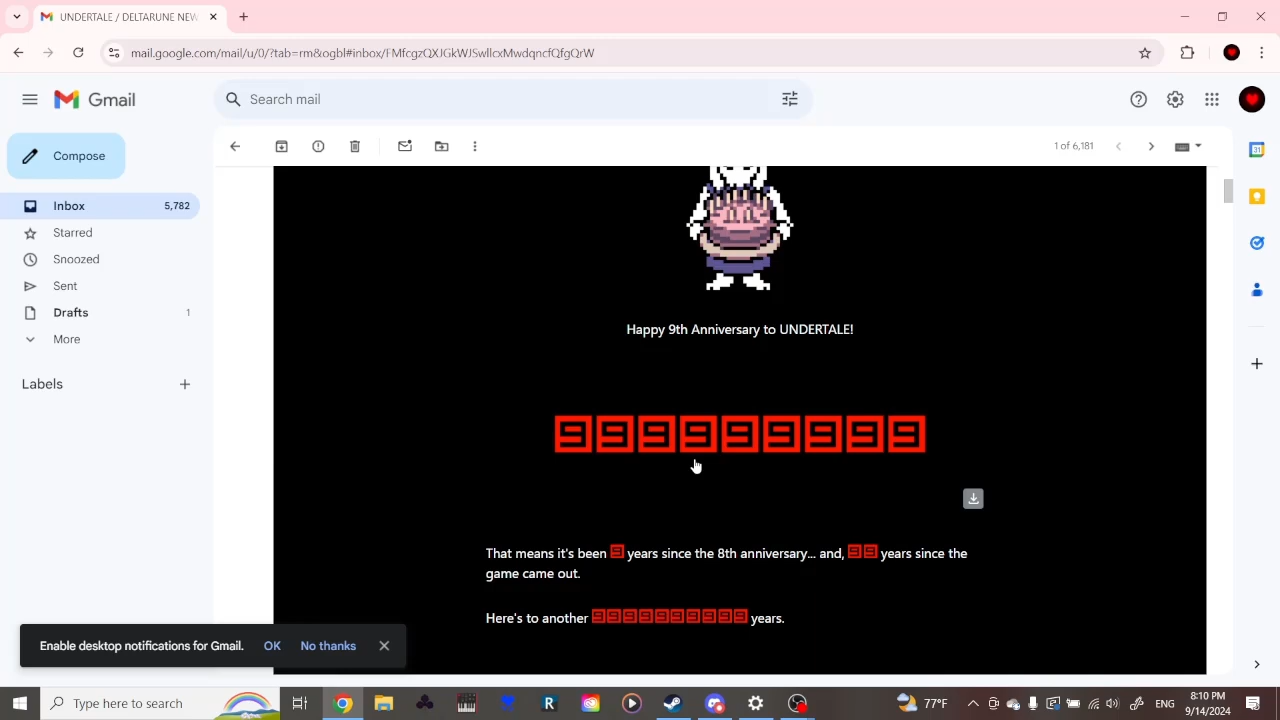 UNDERTALE / DELTARUNE NEW
mail.google.com/mail/u/0/?tab=rm&ogbl#inbox/FMfcgzQXJGkWJSwllcxMwdqncfQfgQrW
Gmail
Search mail
Compose
1 of 6,181
Inbox 5,782
Starred
Snoozed
Sent
Drafts 1
More
Labels
Happy 9th Anniversary to UNDERTALE!
999999999
That means it's been 9 years since the 8th anniversary... and, 99 years since the
game came out.
Here's to another 9999999999 years.
Enable desktop notifications for Gmail. OK No thanks
Type here to search
77°F
ENG
8:10 PM
9/14/2024